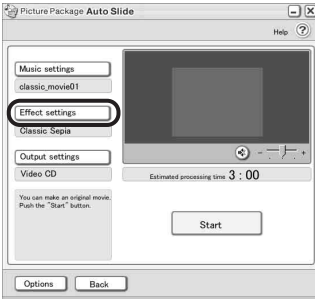 Picture Package Auto Slide
Help ?
Music settings
classic_movie01
Effect settings
Classic Sepia
Output settings
Video CD
- +
Estimated processing time 3 : 00
You can make an original movie.
Push the "Start" button.
Start
Options Back